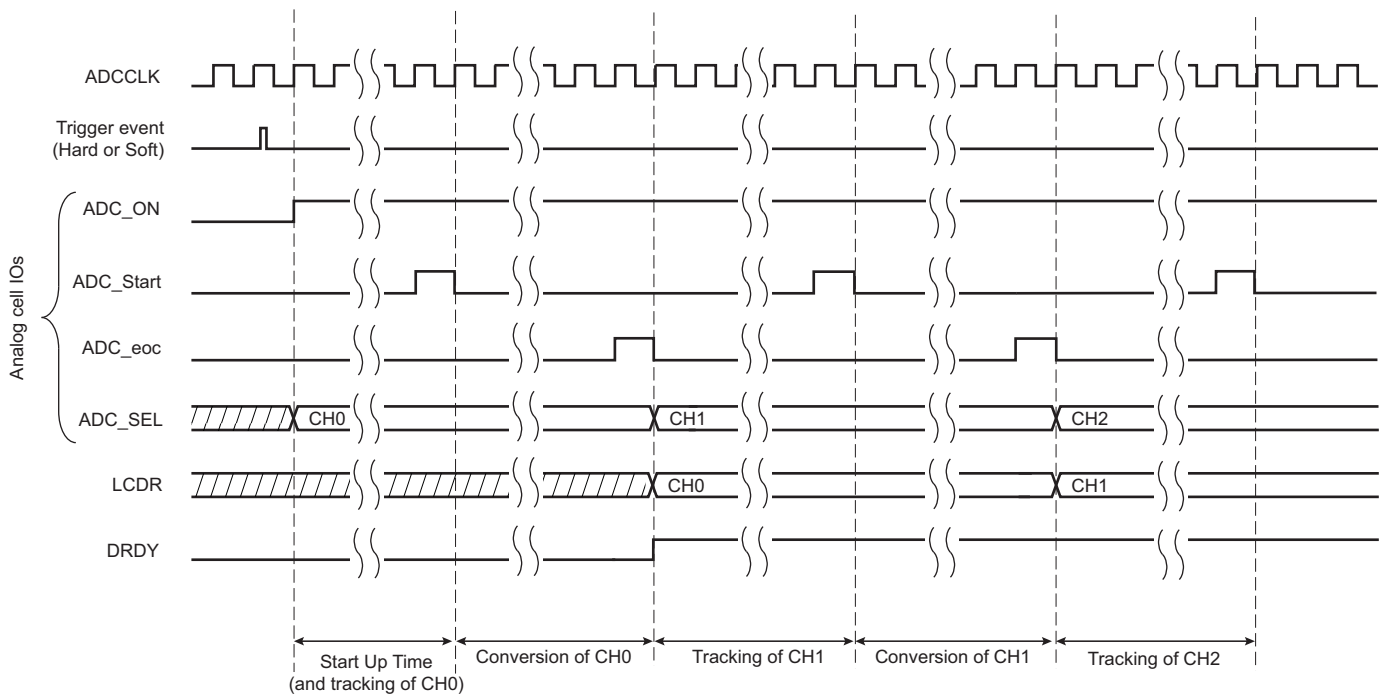 ADCCLK
Trigger event
(Hard or Soft)
Analog cell IOs
ADC_ON
ADC_Start
ADC_eoc
ADC_SEL
CH0
CH1
CH2
LCDR
CH0
CH1
DRDY
Start Up Time
(and tracking of CH0)
Conversion of CH0
Tracking of CH1
Conversion of CH1
Tracking of CH2